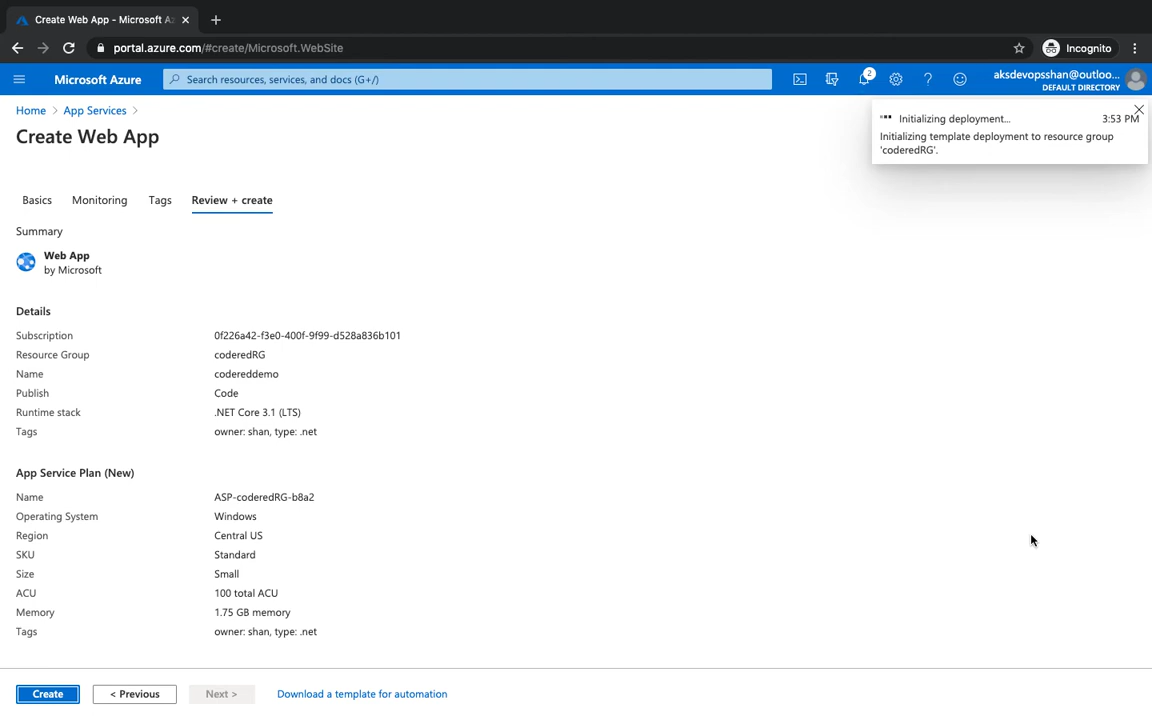 Create Web App - Microsoft Az
portal.azure.com/#create/Microsoft.WebSite
Incognito
Microsoft Azure
Search resources, services, and docs (G+/)
2
aksdevopsshan@outloo...
DEFAULT DIRECTORY
Home > App Services >
Create Web App
Initializing deployment...
3:53 PM
Initializing template deployment to resource group
'coderedRG'.
Basics
Monitoring
Tags
Review + create
Summary
Web App
by Microsoft
Details
Subscription 0f226a42-f3e0-400f-9f99-d528a836b101
Resource Group coderedRG
Name codereddemo
Publish Code
Runtime stack .NET Core 3.1 (LTS)
Tags owner: shan, type: .net
App Service Plan (New)
Name ASP-coderedRG-b8a2
Operating System Windows
Region Central US
SKU Standard
Size Small
ACU 100 total ACU
Memory 1.75 GB memory
Tags owner: shan, type: .net
Create
< Previous
Next >
Download a template for automation